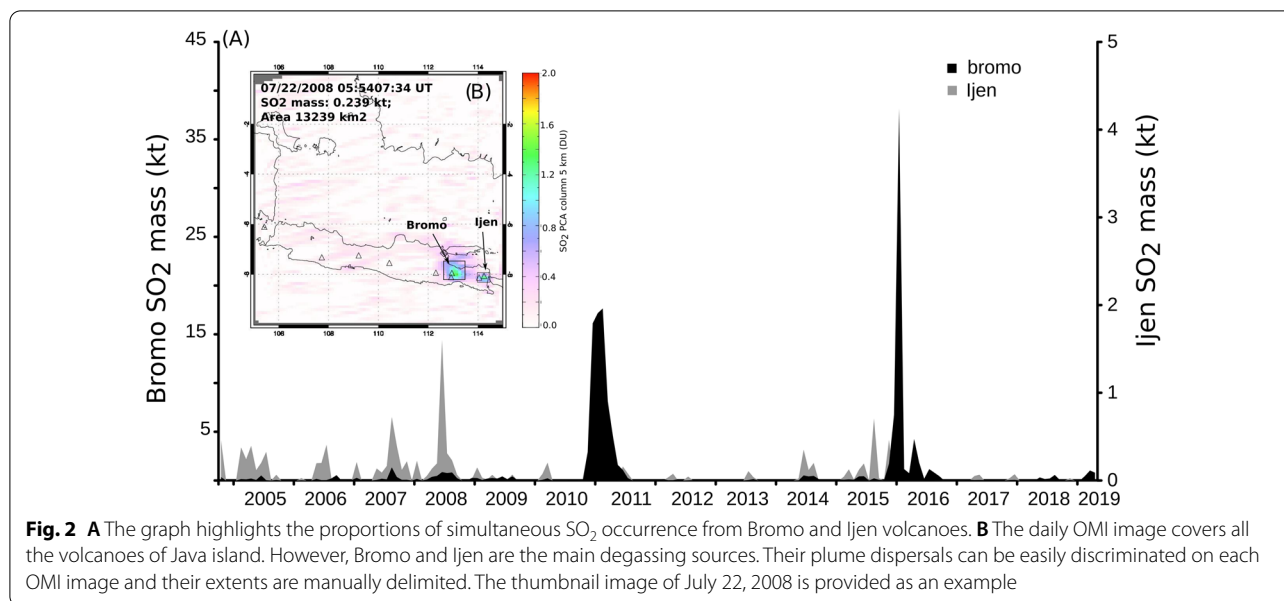 45
(A)
5
bromo
Ijen
35
4
25
3
15
2
5
1
0
Bromo SO2 mass (kt)
Ijen SO2 mass (kt)
106 108 110 112 114
07/22/2008 05:5407:34 UT
(B)
SO2 mass: 0.239 kt;
Area 13239 km2
Bromo
Ijen
106 108 110 112 114
2.0
1.6
1.2
0.8
0.4
0.0
SO2 PCA column 5 km (DU)
2005 2006 2007 2008 2009 2010 2011 2012 2013 2014 2015 2016 2017 2018 2019
Fig. 2 A The graph highlights the proportions of simultaneous SO2 occurrence from Bromo and Ijen volcanoes. B The daily OMI image covers all
the volcanoes of Java island. However, Bromo and Ijen are the main degassing sources. Their plume dispersals can be easily discriminated on each
OMI image and their extents are manually delimited. The thumbnail image of July 22, 2008 is provided as an example